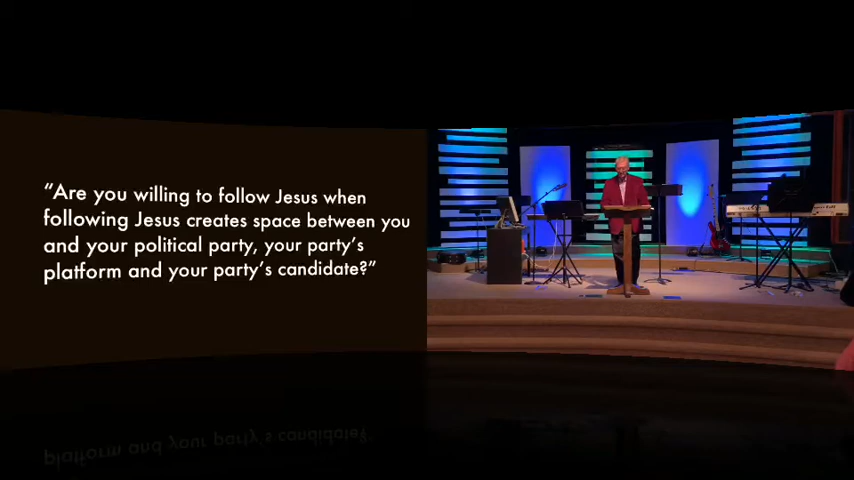 “Are you willing to follow Jesus when
following Jesus creates space between you
and your political party, your party’s
platform and your party’s candidate?”